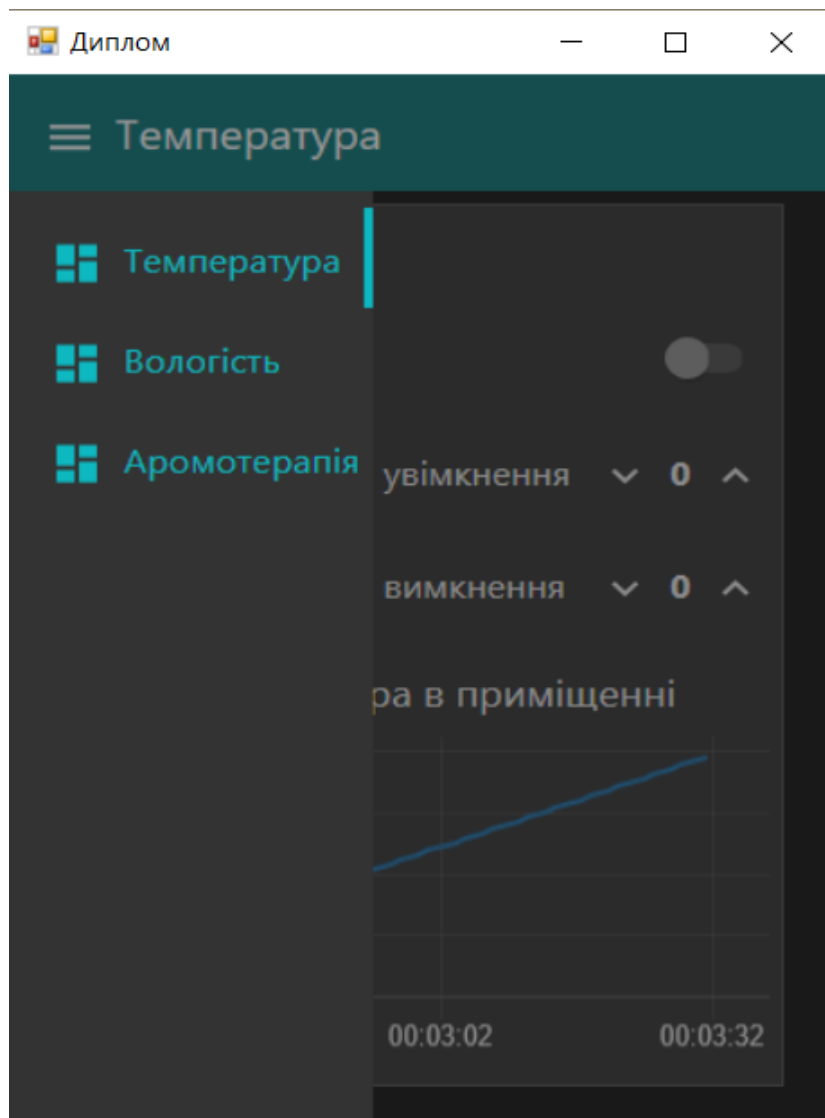 Диплом
Температура
Температура
Вологість
Аромотерапія
увімкнення 0
вимкнення 0
ра в приміщенні
00:03:02 00:03:32